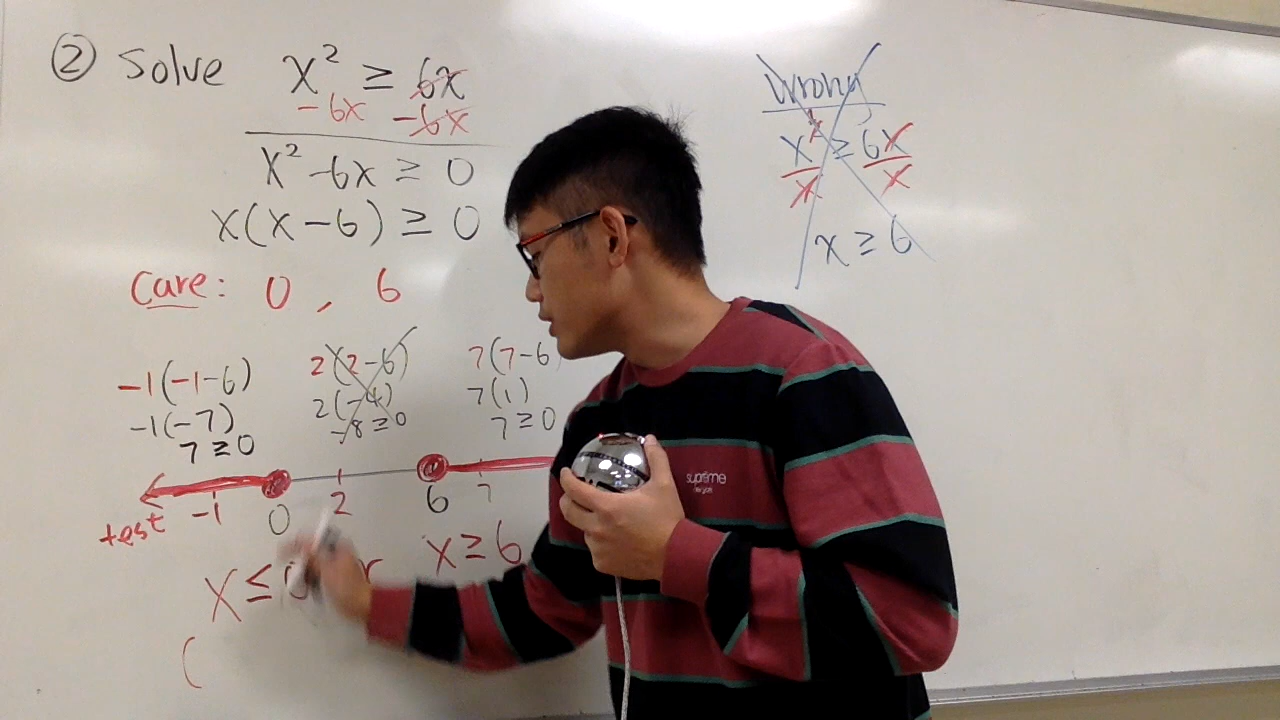 ② Solve x² ≥ 6x
-6x -6x
x² -6x ≥ 0
x(x-6) ≥ 0
Care: 0, 6
-1(-1-6)
-1(-7)
7 ≥ 0
2(2-6)
2(-4)
-8 ≥ 0
7(7-6
7(1)
7 ≥ 0
test -1 0 2 6 7
x ≤ 0 x ≥ 6
(
Wrong
x² ≥ 6x
x x
x ≥ 6
supreme